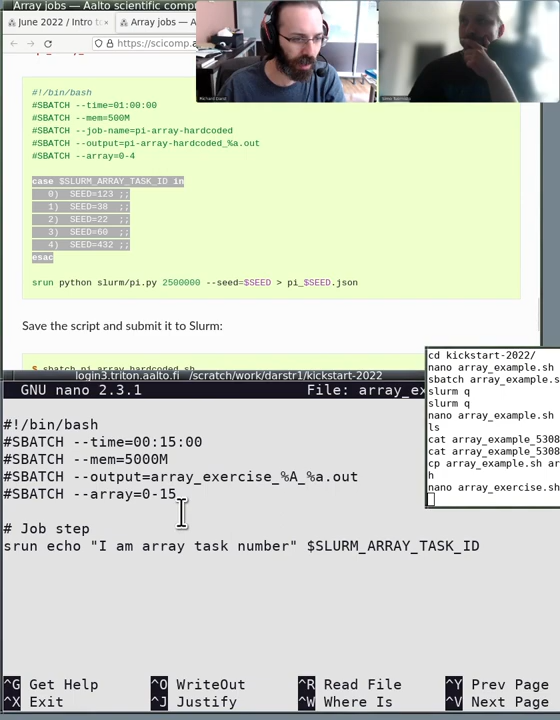 Array jobs — Aalto scientific comp
June 2022 / Intro t
Array jobs — A
https://scicomp.a
#!/bin/bash
#SBATCH --time=01:00:00
#SBATCH --mem=500M
#SBATCH --job-name=pi-array-hardcoded
#SBATCH --output=pi-array-hardcoded_%a.out
#SBATCH --array=0-4
case $SLURM_ARRAY_TASK_ID in
0) SEED=123 ;;
1) SEED=38 ;;
2) SEED=22 ;;
3) SEED=60 ;;
4) SEED=432 ;;
esac
srun python slurm/pi.py 2500000 --seed=$SEED > pi_$SEED.json
Save the script and submit it to Slurm:
$ sbatch pi_array_hardcoded.sh
login3.triton.aalto.fi /scratch/work/darstr1/kickstart-2022
GNU nano 2.3.1 File: array_ex
#!/bin/bash
#SBATCH --time=00:15:00
#SBATCH --mem=5000M
#SBATCH --output=array_exercise_%A_%a.out
#SBATCH --array=0-15
# Job step
srun echo "I am array task number" $SLURM_ARRAY_TASK_ID
^G Get Help ^O WriteOut ^R Read File ^Y Prev Page
^X Exit ^J Justify ^W Where Is ^V Next Page
cd kickstart-2022/
nano array_example.sh
sbatch array_example.s
slurm q
slurm q
nano array_example.sh
ls
cat array_example_5308
cat array_example_5308
cp array_example.sh ar
h
nano array_exercise.sh